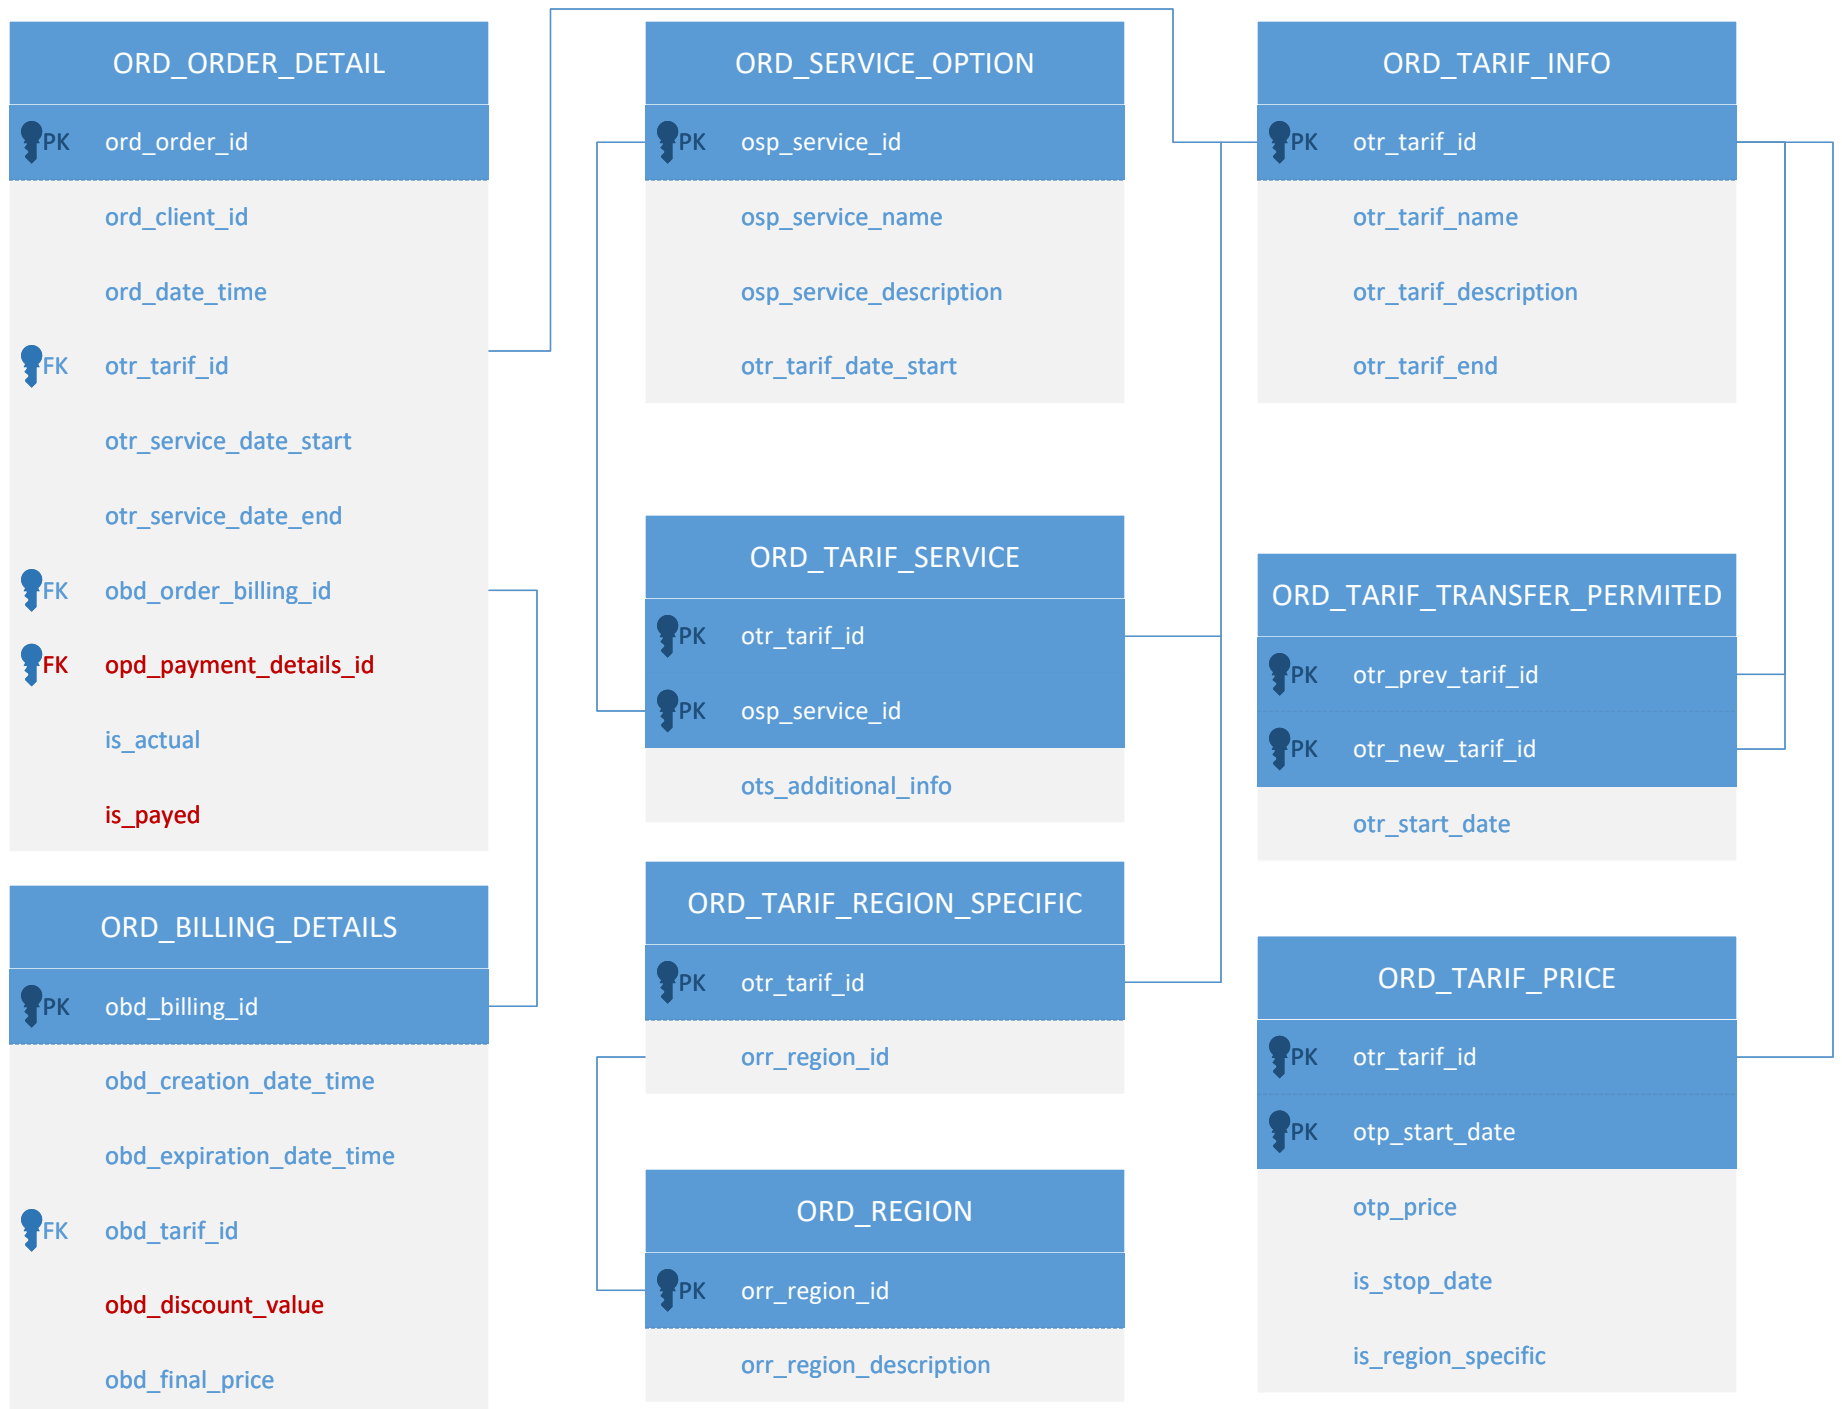 ORD_ORDER_DETAIL
PK ord_order_id
ord_client_id
ord_date_time
FK otr_tarif_id
otr_service_date_start
otr_service_date_end
FK obd_order_billing_id
FK opd_payment_details_id
is_actual
is_payed
ORD_BILLING_DETAILS
PK obd_billing_id
obd_creation_date_time
obd_expiration_date_time
FK obd_tarif_id
obd_discount_value
obd_final_price
ORD_SERVICE_OPTION
PK osp_service_id
osp_service_name
osp_service_description
otr_tarif_date_start
ORD_TARIF_SERVICE
PK otr_tarif_id
PK osp_service_id
ots_additional_info
ORD_TARIF_REGION_SPECIFIC
PK otr_tarif_id
orr_region_id
ORD_REGION
PK orr_region_id
orr_region_description
ORD_TARIF_INFO
PK otr_tarif_id
otr_tarif_name
otr_tarif_description
otr_tarif_end
ORD_TARIF_TRANSFER_PERMITED
PK otr_prev_tarif_id
PK otr_new_tarif_id
otr_start_date
ORD_TARIF_PRICE
PK otr_tarif_id
PK otp_start_date
otp_price
is_stop_date
is_region_specific